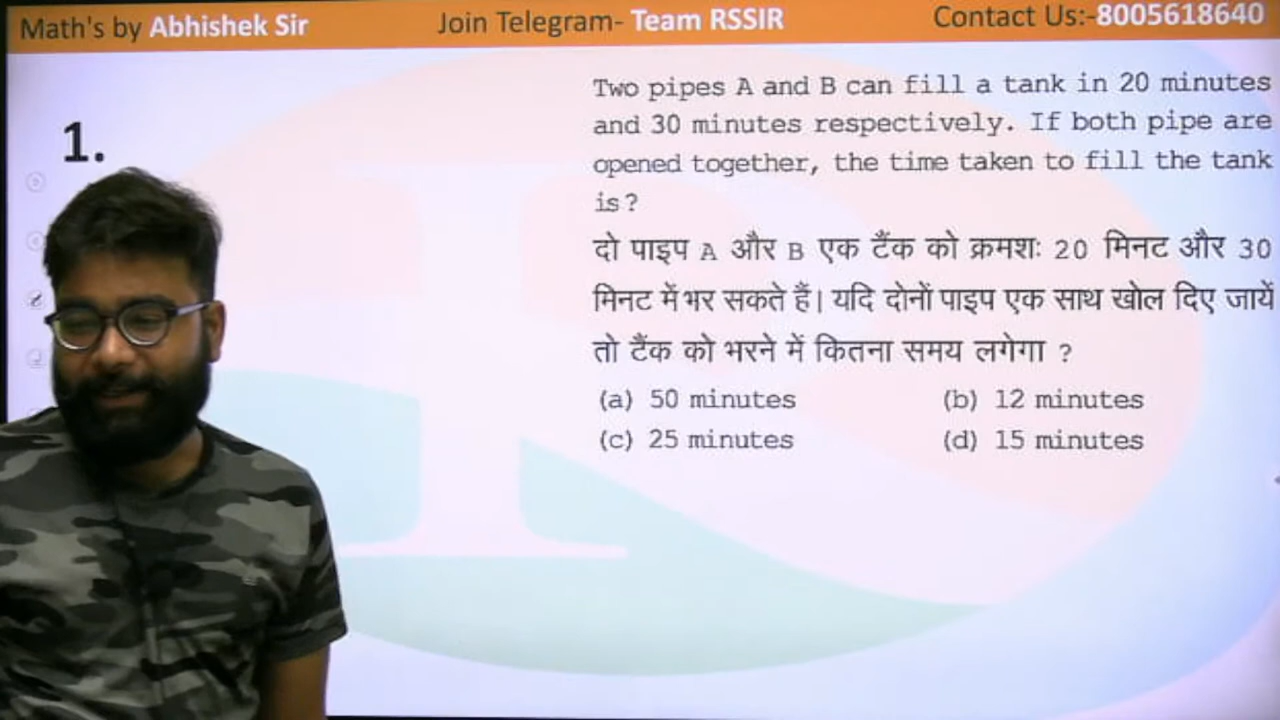 Math's by Abhishek Sir
Join Telegram- Team RSSIR
Contact Us:-8005618640
1.
Two pipes A and B can fill a tank in 20 minutes
and 30 minutes respectively. If both pipe are
opened together, the time taken to fill the tank
is?
दो पाइप A और B एक टैंक को क्रमशः 20 मिनट और 30
मिनट में भर सकते हैं। यदि दोनों पाइप एक साथ खोल दिए जायें
तो टैंक को भरने में कितना समय लगेगा ?
(a) 50 minutes (b) 12 minutes
(c) 25 minutes (d) 15 minutes